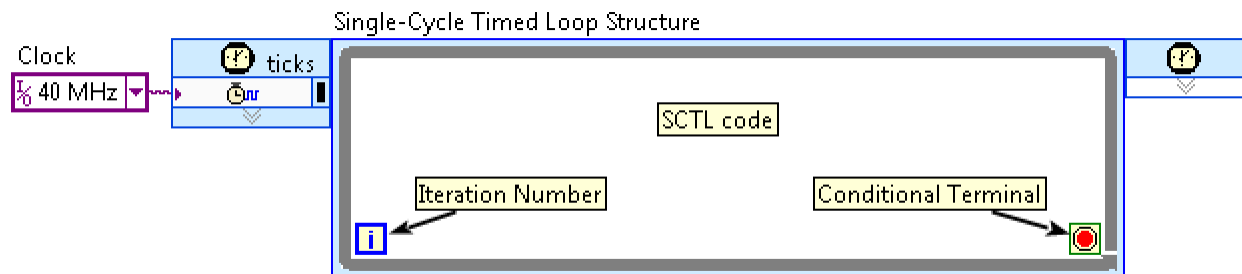 Single-Cycle Timed Loop Structure
Clock
ticks
I/O 40 MHz
SCTL code
Iteration Number
Conditional Terminal
i